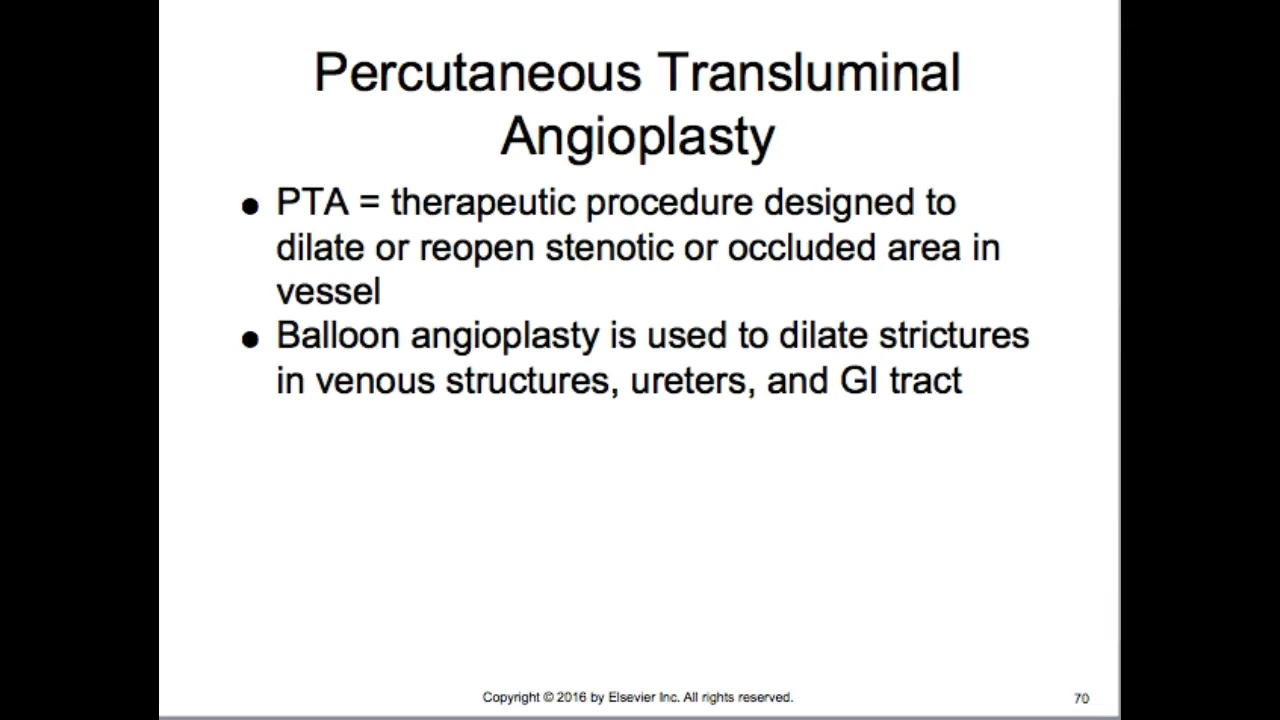 Percutaneous Transluminal
Angioplasty
● PTA = therapeutic procedure designed to
dilate or reopen stenotic or occluded area in
vessel
● Balloon angioplasty is used to dilate strictures
in venous structures, ureters, and GI tract
Copyright © 2016 by Elsevier Inc. All rights reserved.
70